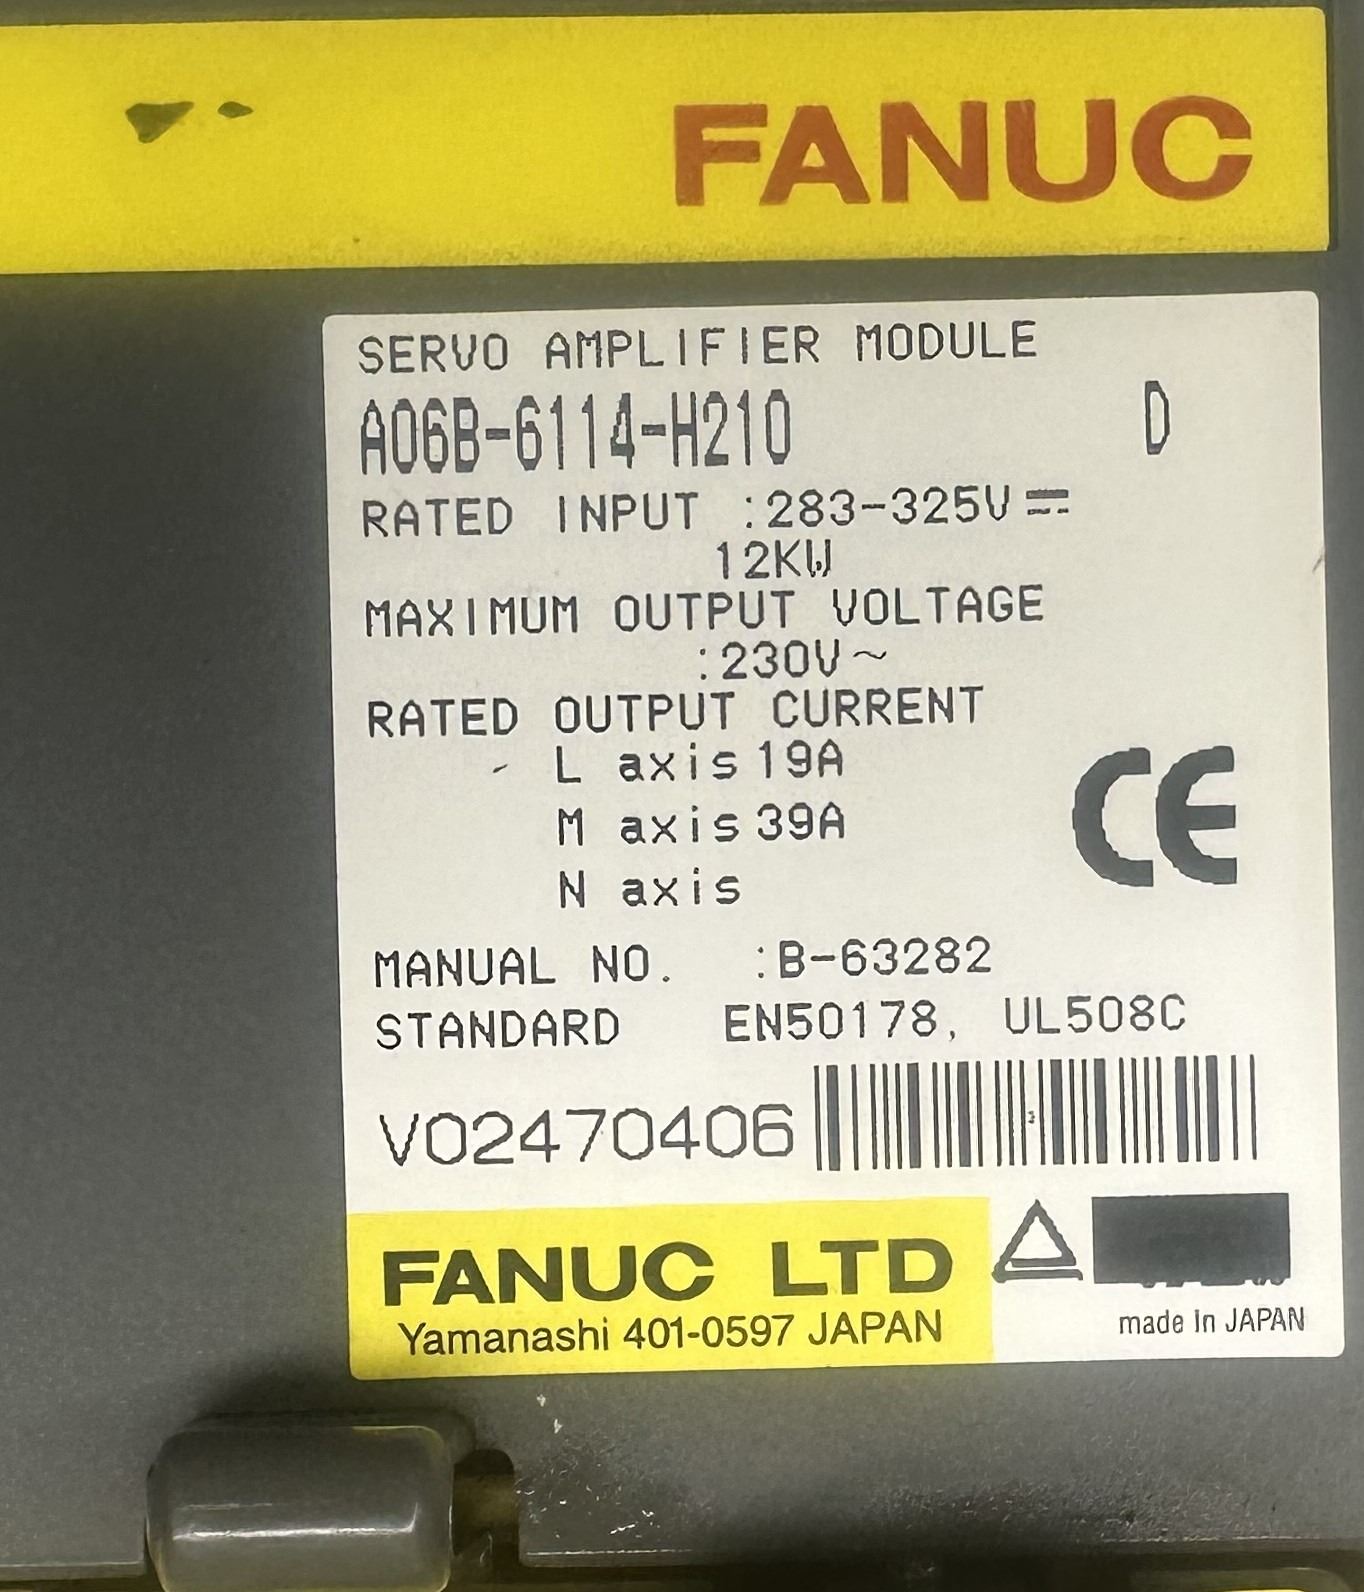 FANUC
SERVO AMPLIFIER MODULE
A06B-6114-H210 D
RATED INPUT :283-325V⎓
12KW
MAXIMUM OUTPUT VOLTAGE
:230V~
RATED OUTPUT CURRENT
L axis 19A
M axis 39A
N axis
MANUAL NO. :B-63282
STANDARD EN50178, UL508C
V02470406
CE
FANUC LTD
Yamanashi 401-0597 JAPAN
made in JAPAN